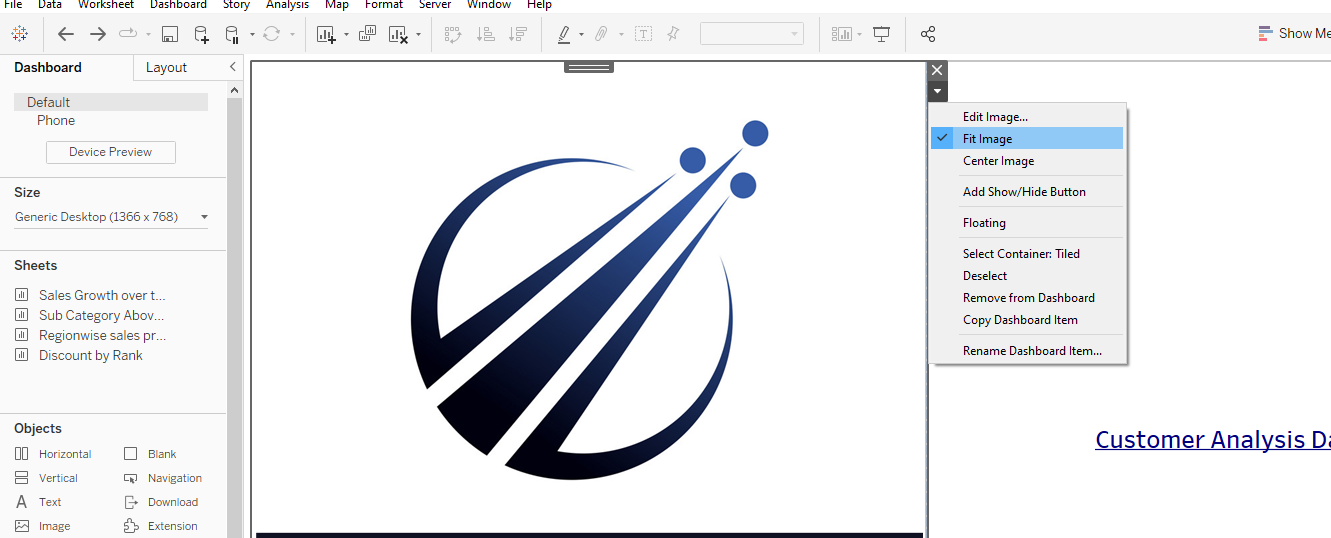 File Data Worksheet Dashboard Story Analysis Map Format Server Window Help
Show Me
Dashboard Layout
Default
Phone
Device Preview
Size
Generic Desktop (1366 x 768)
Sheets
Sales Growth over t...
Sub Category Abov...
Regionwise sales pr...
Discount by Rank
Objects
Horizontal Blank
Vertical Navigation
Text Download
Image Extension
Edit Image...
Fit Image
Center Image
Add Show/Hide Button
Floating
Select Container: Tiled
Deselect
Remove from Dashboard
Copy Dashboard Item
Rename Dashboard Item...
Customer Analysis Da